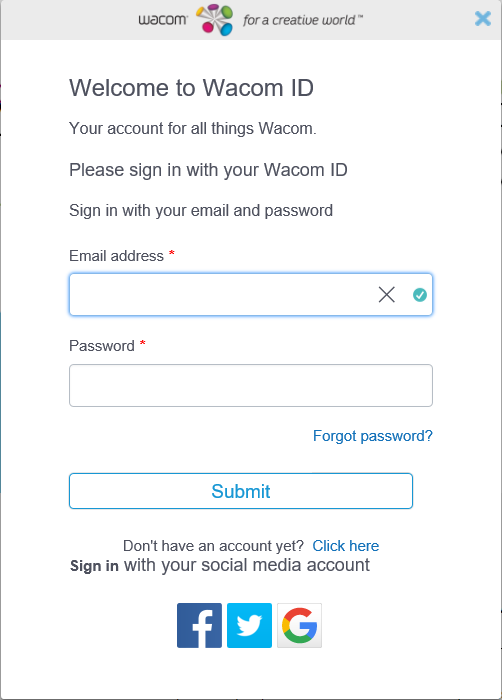 wacom for a creative world™
Welcome to Wacom ID
Your account for all things Wacom.
Please sign in with your Wacom ID
Sign in with your email and password
Email address *
Password *
Forgot password?
Submit
Don't have an account yet? Click here
Sign in with your social media account